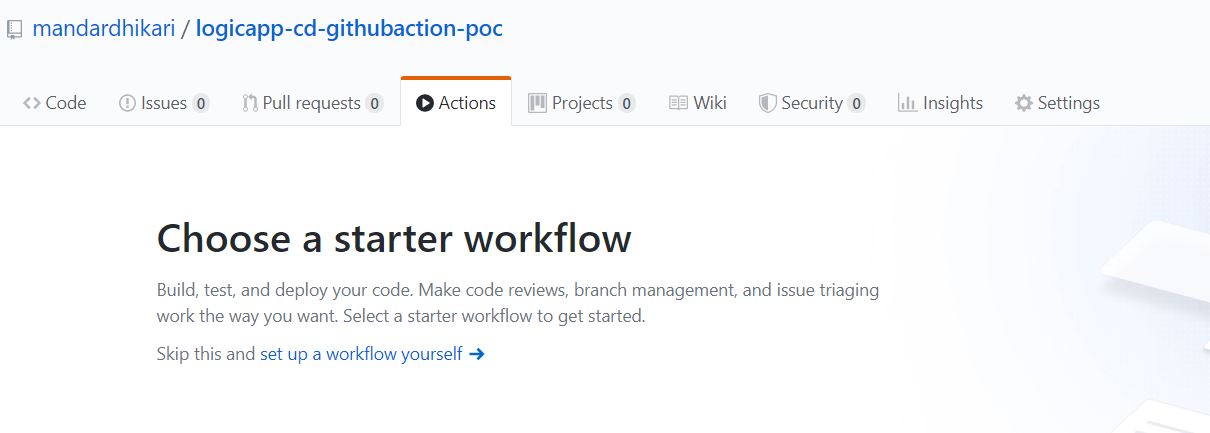 mandardhikari / logicapp-cd-githubaction-poc
Code Issues 0 Pull requests 0 Actions Projects 0 Wiki Security 0 Insights Settings
Choose a starter workflow
Build, test, and deploy your code. Make code reviews, branch management, and issue triaging
work the way you want. Select a starter workflow to get started.
Skip this and set up a workflow yourself →